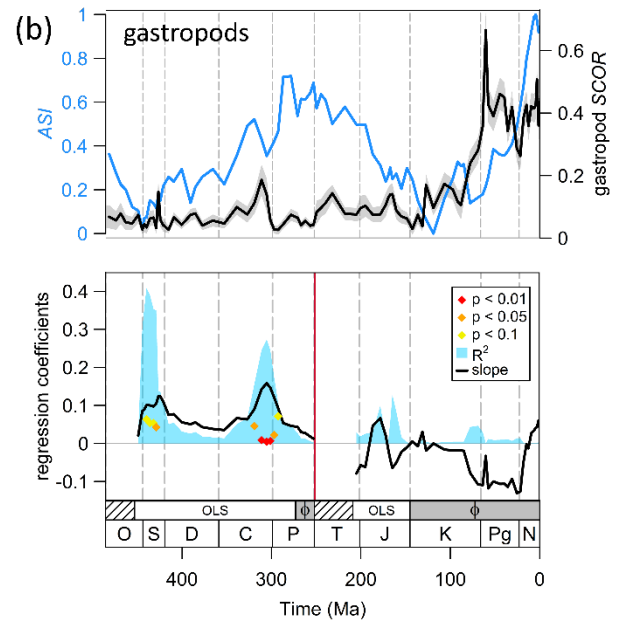 (b)
gastropods
1
0.8
0.6
0.4
0.2
0
ASI
0.6
0.4
0.2
0
gastropod SCOR
0.4
0.3
0.2
0.1
0
-0.1
regression coefficients
p < 0.01
p < 0.05
p < 0.1
R²
slope
OLS ϕ OLS ϕ
O S D C P T J K Pg N
400 300 200 100 0
Time (Ma)